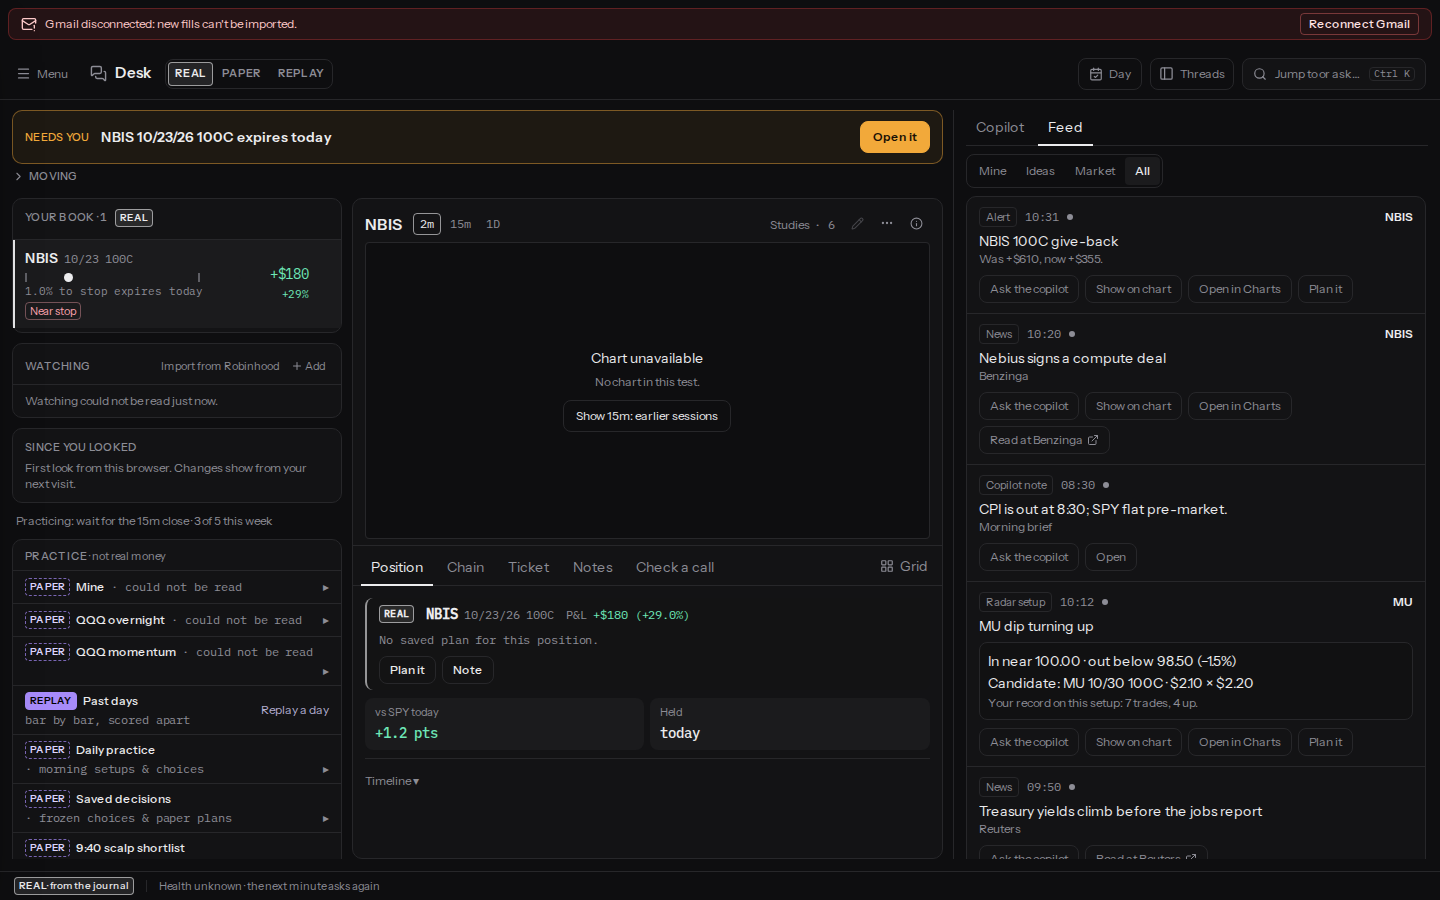 Gmail disconnected: new fills can't be imported.
Reconnect Gmail
Menu
Desk
REAL
PAPER
REPLAY
Day
Threads
Jump to or ask...
Ctrl K
NEEDS YOU
NBIS 10/23/26 100C expires today
Open it
MOVING
YOUR BOOK · 1
REAL
NBIS 10/23 100C
+$180
1.0% to stop expires today
+29%
Near stop
WATCHING
Import from Robinhood
+ Add
Watching could not be read just now.
SINCE YOU LOOKED
First look from this browser. Changes show from your
next visit.
Practicing: wait for the 15m close · 3 of 5 this week
PRACTICE · not real money
PAPER Mine · could not be read ▸
PAPER QQQ overnight · could not be read ▸
PAPER QQQ momentum · could not be read
▸
REPLAY Past days
Replay a day
bar by bar, scored apart
PAPER Daily practice
· morning setups & choices ▸
PAPER Saved decisions
· frozen choices & paper plans ▸
PAPER 9:40 scalp shortlist
NBIS
2m
15m
1D
Studies · 6
Chart unavailable
No chart in this test.
Show 15m: earlier sessions
Position
Chain
Ticket
Notes
Check a call
Grid
REAL NBIS 10/23/26 100C P&L +$180 (+29.0%)
No saved plan for this position.
Plan it
Note
vs SPY today
+1.2 pts
Held
today
Timeline ▾
Copilot
Feed
Mine
Ideas
Market
All
Alert 10:31
NBIS
NBIS 100C give-back
Was +$610, now +$355.
Ask the copilot
Show on chart
Open in Charts
Plan it
News 10:20
NBIS
Nebius signs a compute deal
Benzinga
Ask the copilot
Show on chart
Open in Charts
Read at Benzinga
Copilot note 08:30
CPI is out at 8:30; SPY flat pre-market.
Morning brief
Ask the copilot
Open
Radar setup 10:12
MU
MU dip turning up
In near 100.00 · out below 98.50 (−1.5%)
Candidate: MU 10/30 100C · $2.10 × $2.20
Your record on this setup: 7 trades, 4 up.
Ask the copilot
Show on chart
Open in Charts
Plan it
News 09:50
Treasury yields climb before the jobs report
Reuters
Ask the copilot
Read at Reuters
REAL · from the journal
Health unknown · the next minute asks again